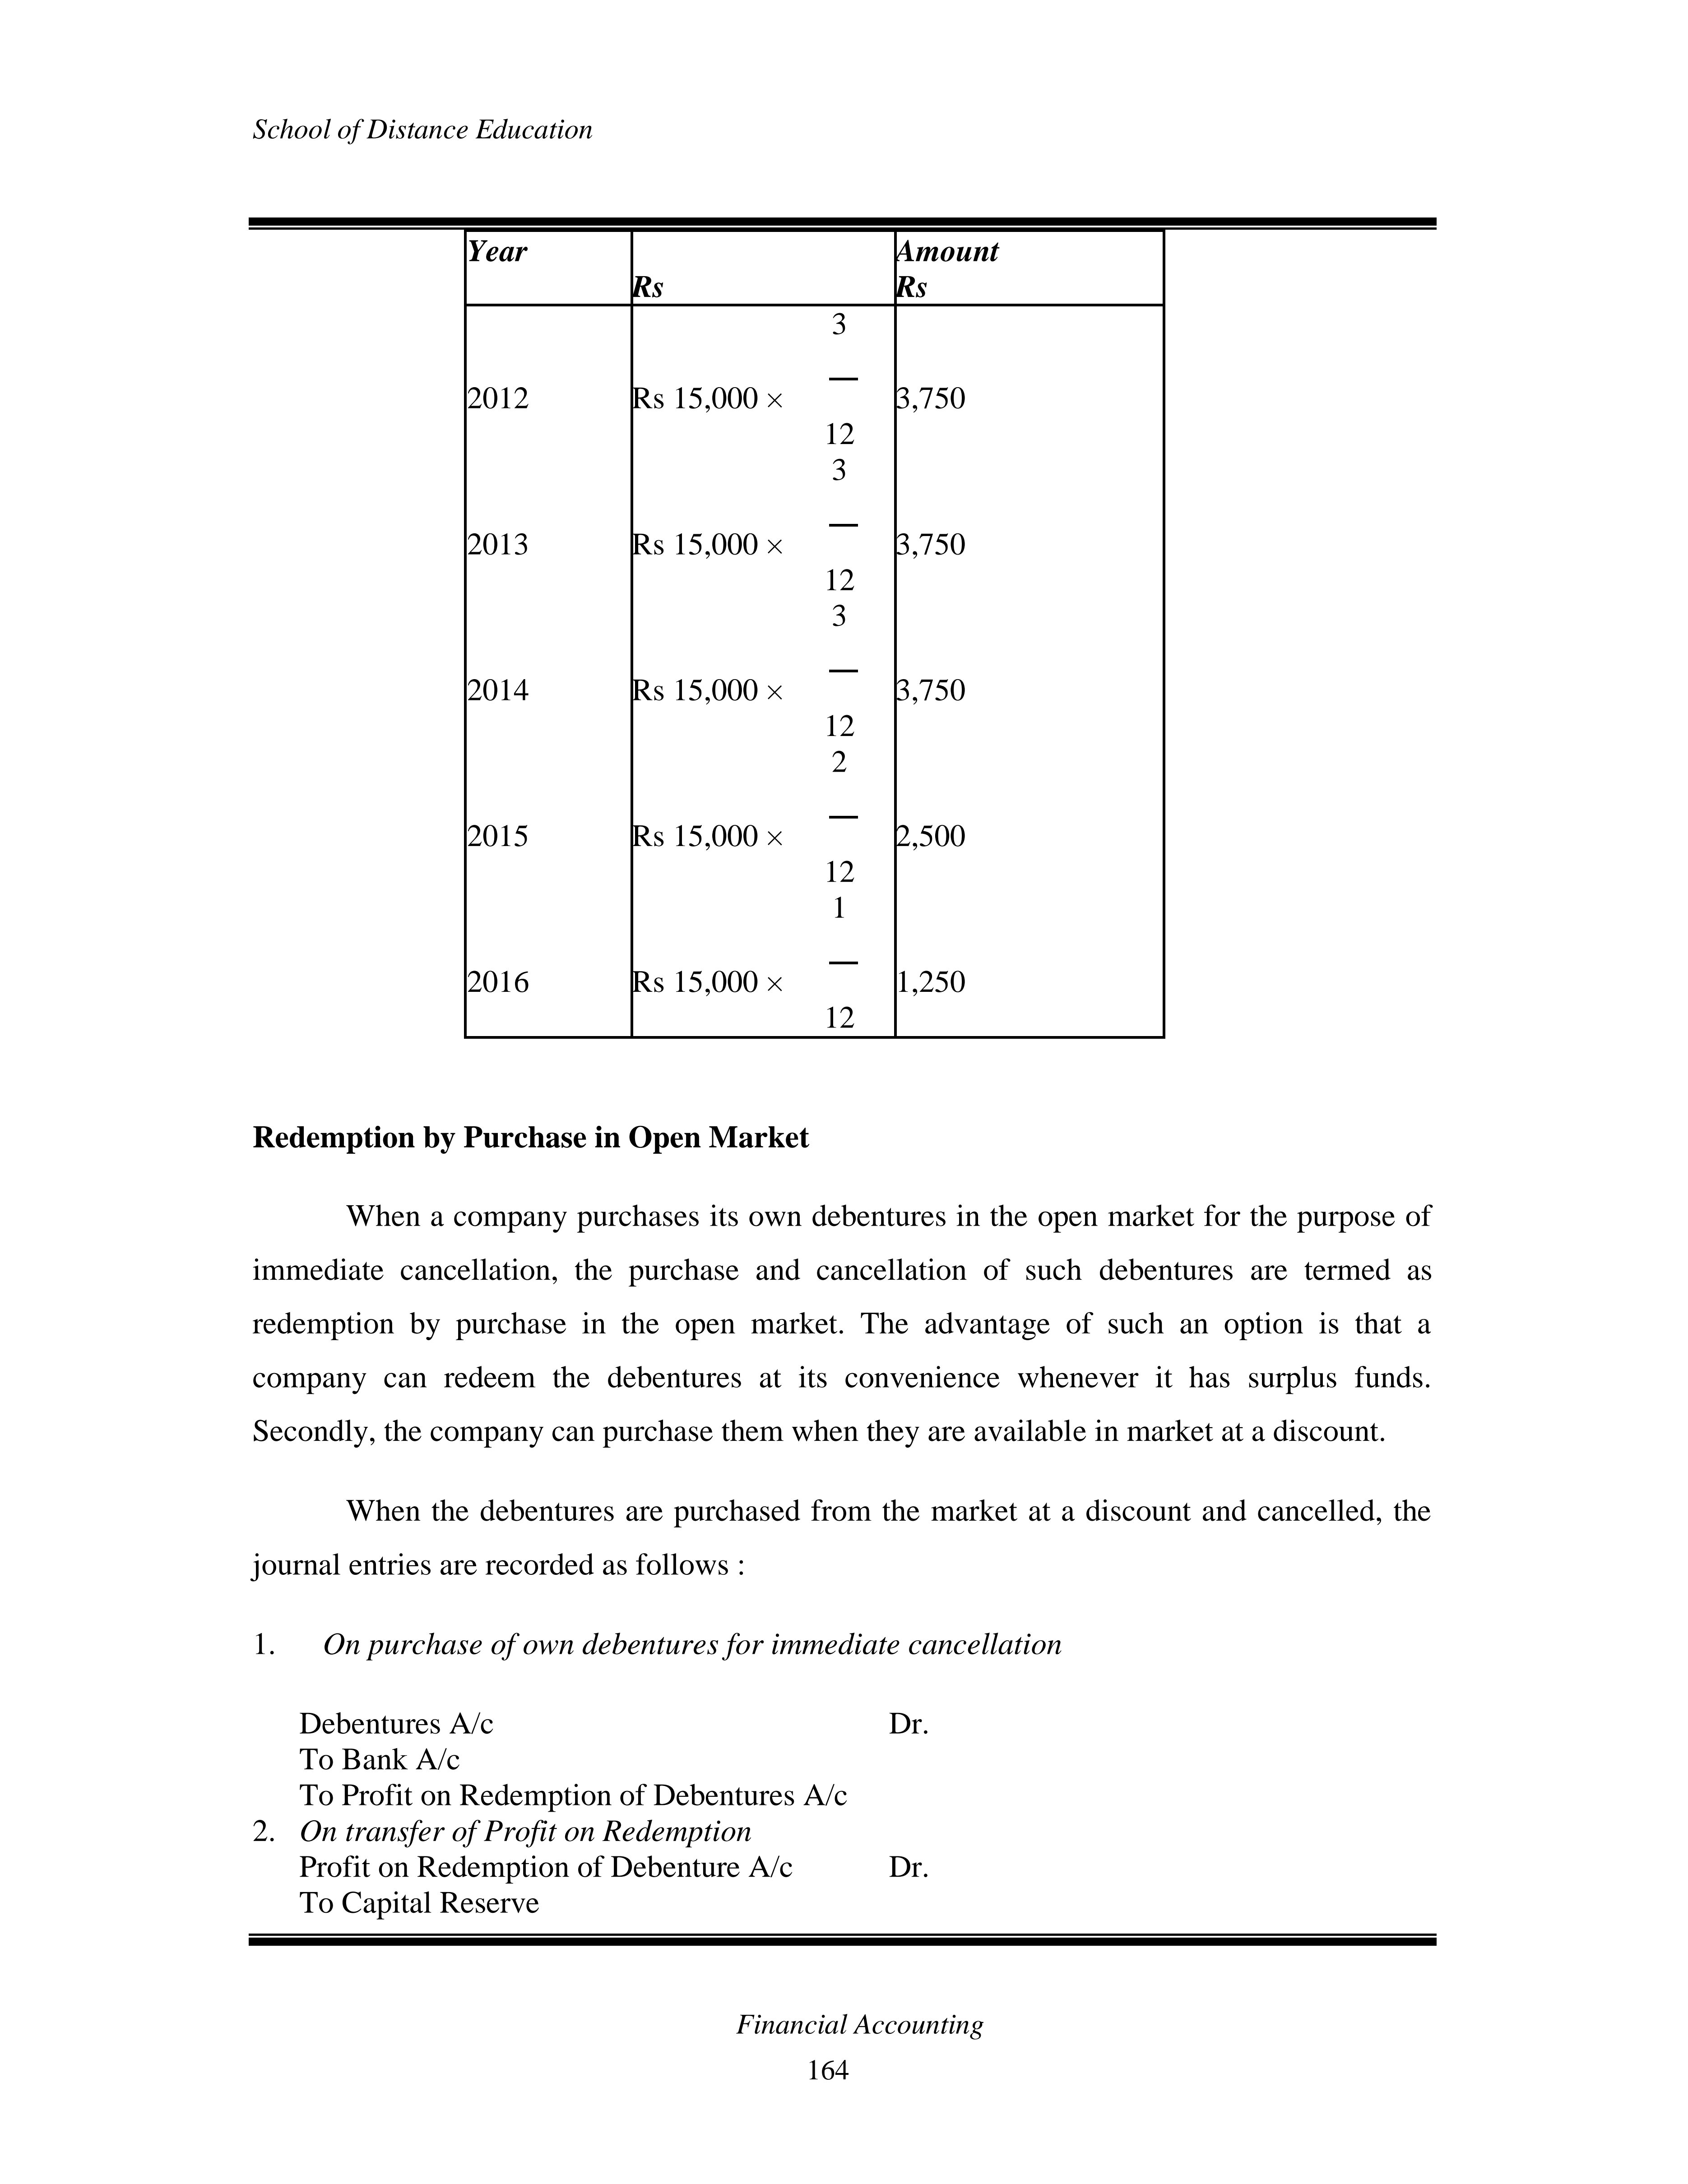 School of Distance Education
Year Amount
Rs Rs
3
—
2012 Rs 15,000 × 3,750
12
3
—
2013 Rs 15,000 × 3,750
12
3
—
2014 Rs 15,000 × 3,750
12
2
—
2015 Rs 15,000 × 2,500
12
1
—
2016 Rs 15,000 × 1,250
12
Redemption by Purchase in Open Market
When a company purchases its own debentures in the open market for the purpose of
immediate cancellation, the purchase and cancellation of such debentures are termed as
redemption by purchase in the open market. The advantage of such an option is that a
company can redeem the debentures at its convenience whenever it has surplus funds.
Secondly, the company can purchase them when they are available in market at a discount.
When the debentures are purchased from the market at a discount and cancelled, the
journal entries are recorded as follows :
1. On purchase of own debentures for immediate cancellation
Debentures A/c Dr.
To Bank A/c
To Profit on Redemption of Debentures A/c
2. On transfer of Profit on Redemption
Profit on Redemption of Debenture A/c Dr.
To Capital Reserve
Financial Accounting
164